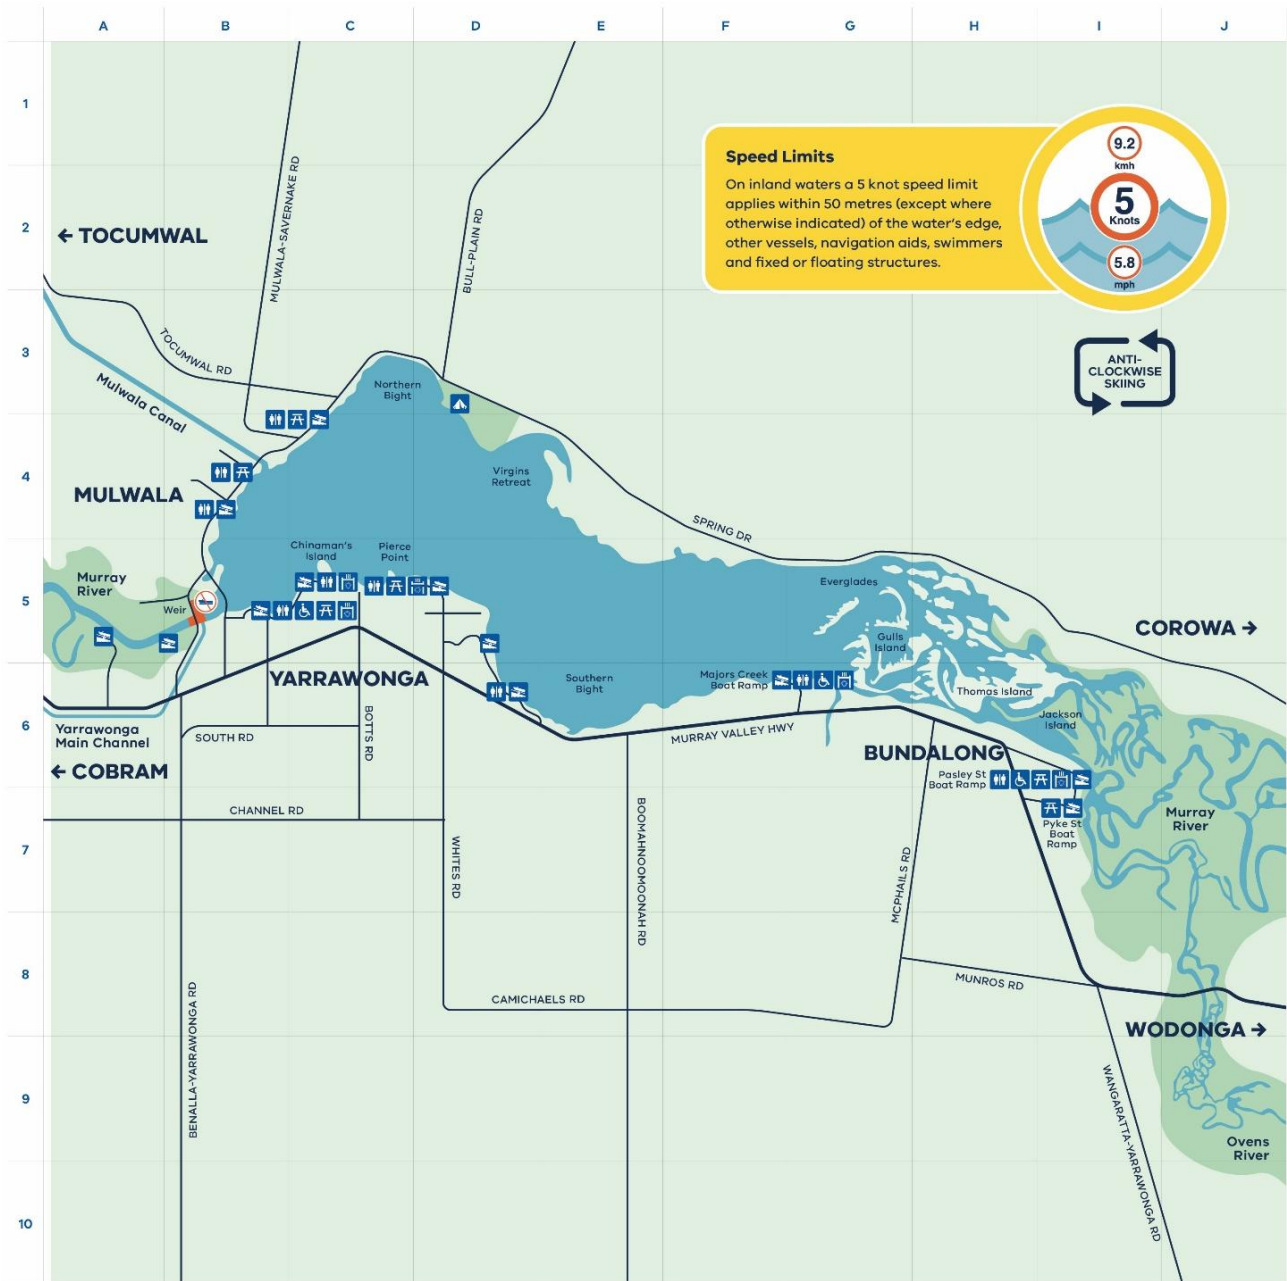 A B C D E F G H I J
1
2
3
4
5
6
7
8
9
10
Speed Limits
On inland waters a 5 knot speed limit
applies within 50 metres (except where
otherwise indicated) of the water's edge,
other vessels, navigation aids, swimmers
and fixed or floating structures.
9.2
kmh
5
Knots
5.8
mph
ANTI-
CLOCKWISE
SKIING
← TOCUMWAL
MULWALA-SAVERNAKE RD
BULL-PLAIN RD
TOCUMWAL RD
Mulwala Canal
Northern
Bight
MULWALA
Virgins
Retreat
SPRING DR
Chinaman's
Island
Pierce
Point
Murray
River
Weir
Everglades
Gulls
Island
COROWA →
YARRAWONGA
Southern
Bight
Majors Creek
Boat Ramp
Thomas Island
Jackson
Island
Yarrawonga
Main Channel
SOUTH RD
BOTTS RD
MURRAY VALLEY HWY
BUNDALONG
← COBRAM
Pasley St
Boat Ramp
CHANNEL RD
Pyke St
Boat
Ramp
Murray
River
WHITES RD
BOOMAHNOOMOONAH RD
MCPHAILS RD
MUNROS RD
CAMICHAELS RD
BENALLA-YARRAWONGA RD
WODONGA →
WANGARATTA-YARRAWONGA RD
Ovens
River